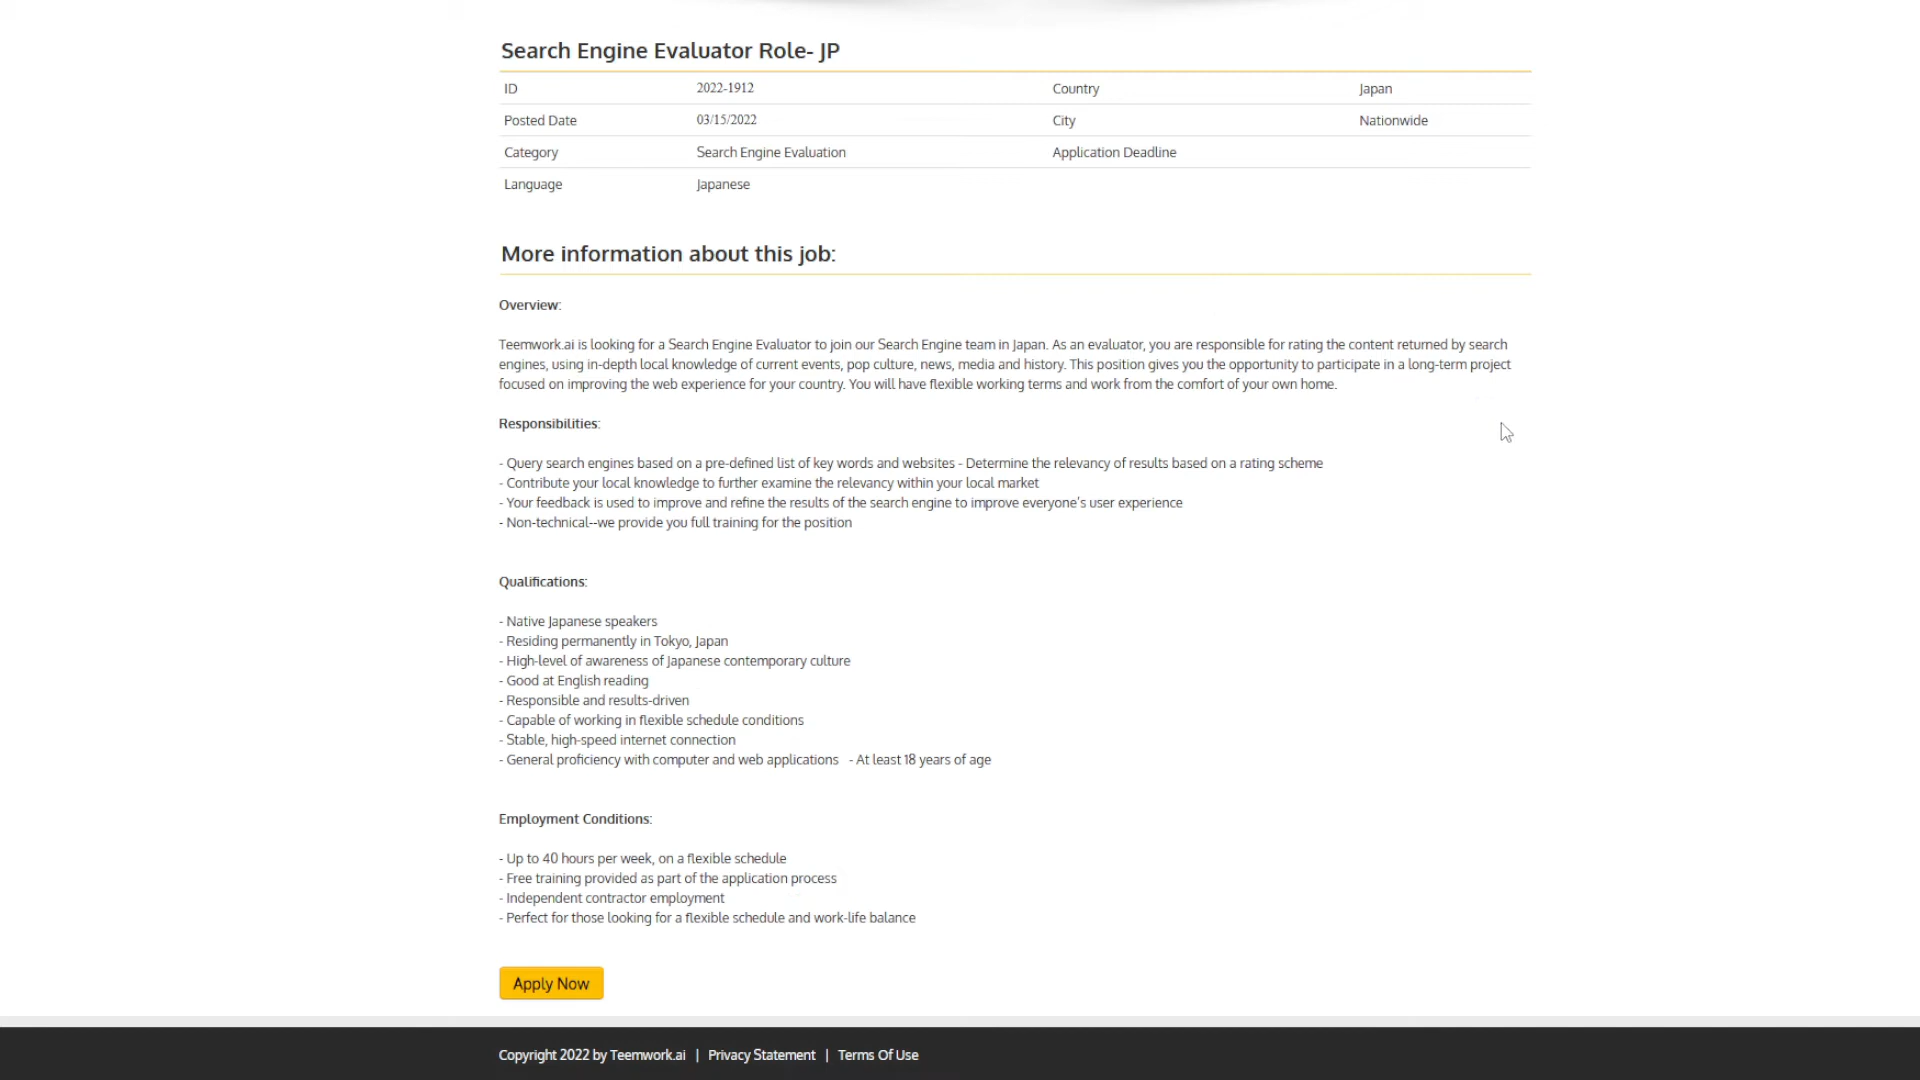 Search Engine Evaluator Role- JP
ID 2022-1912 Country Japan
Posted Date 03/15/2022 City Nationwide
Category Search Engine Evaluation Application Deadline
Language Japanese
More information about this job:
Overview:
Teemwork.ai is looking for a Search Engine Evaluator to join our Search Engine team in Japan. As an evaluator, you are responsible for rating the content returned by search
engines, using in-depth local knowledge of current events, pop culture, news, media and history. This position gives you the opportunity to participate in a long-term project
focused on improving the web experience for your country. You will have flexible working terms and work from the comfort of your own home.
Responsibilities:
- Query search engines based on a pre-defined list of key words and websites - Determine the relevancy of results based on a rating scheme
- Contribute your local knowledge to further examine the relevancy within your local market
- Your feedback is used to improve and refine the results of the search engine to improve everyone's user experience
- Non-technical--we provide you full training for the position
Qualifications:
- Native Japanese speakers
- Residing permanently in Tokyo, Japan
- High-level of awareness of Japanese contemporary culture
- Good at English reading
- Responsible and results-driven
- Capable of working in flexible schedule conditions
- Stable, high-speed internet connection
- General proficiency with computer and web applications - At least 18 years of age
Employment Conditions:
- Up to 40 hours per week, on a flexible schedule
- Free training provided as part of the application process
- Independent contractor employment
- Perfect for those looking for a flexible schedule and work-life balance
Apply Now
Copyright 2022 by Teemwork.ai | Privacy Statement | Terms Of Use